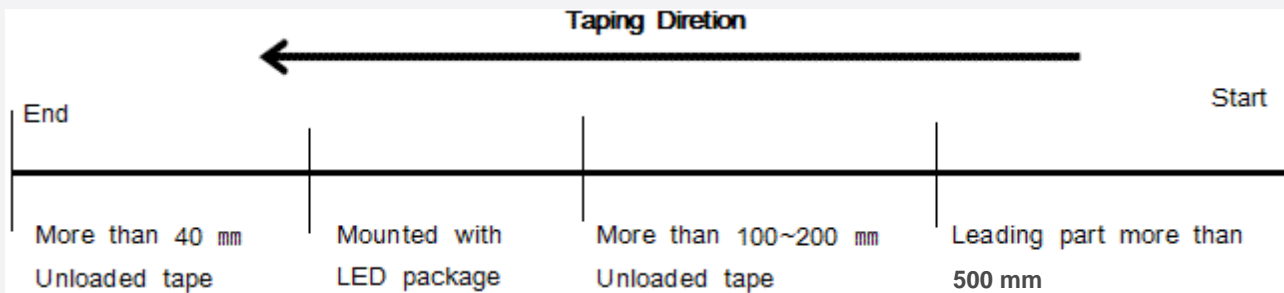 Taping Diretion
End
Start
More than 40 ㎜
Unloaded tape
Mounted with
LED package
More than 100~200 ㎜
Unloaded tape
Leading part more than
500 mm